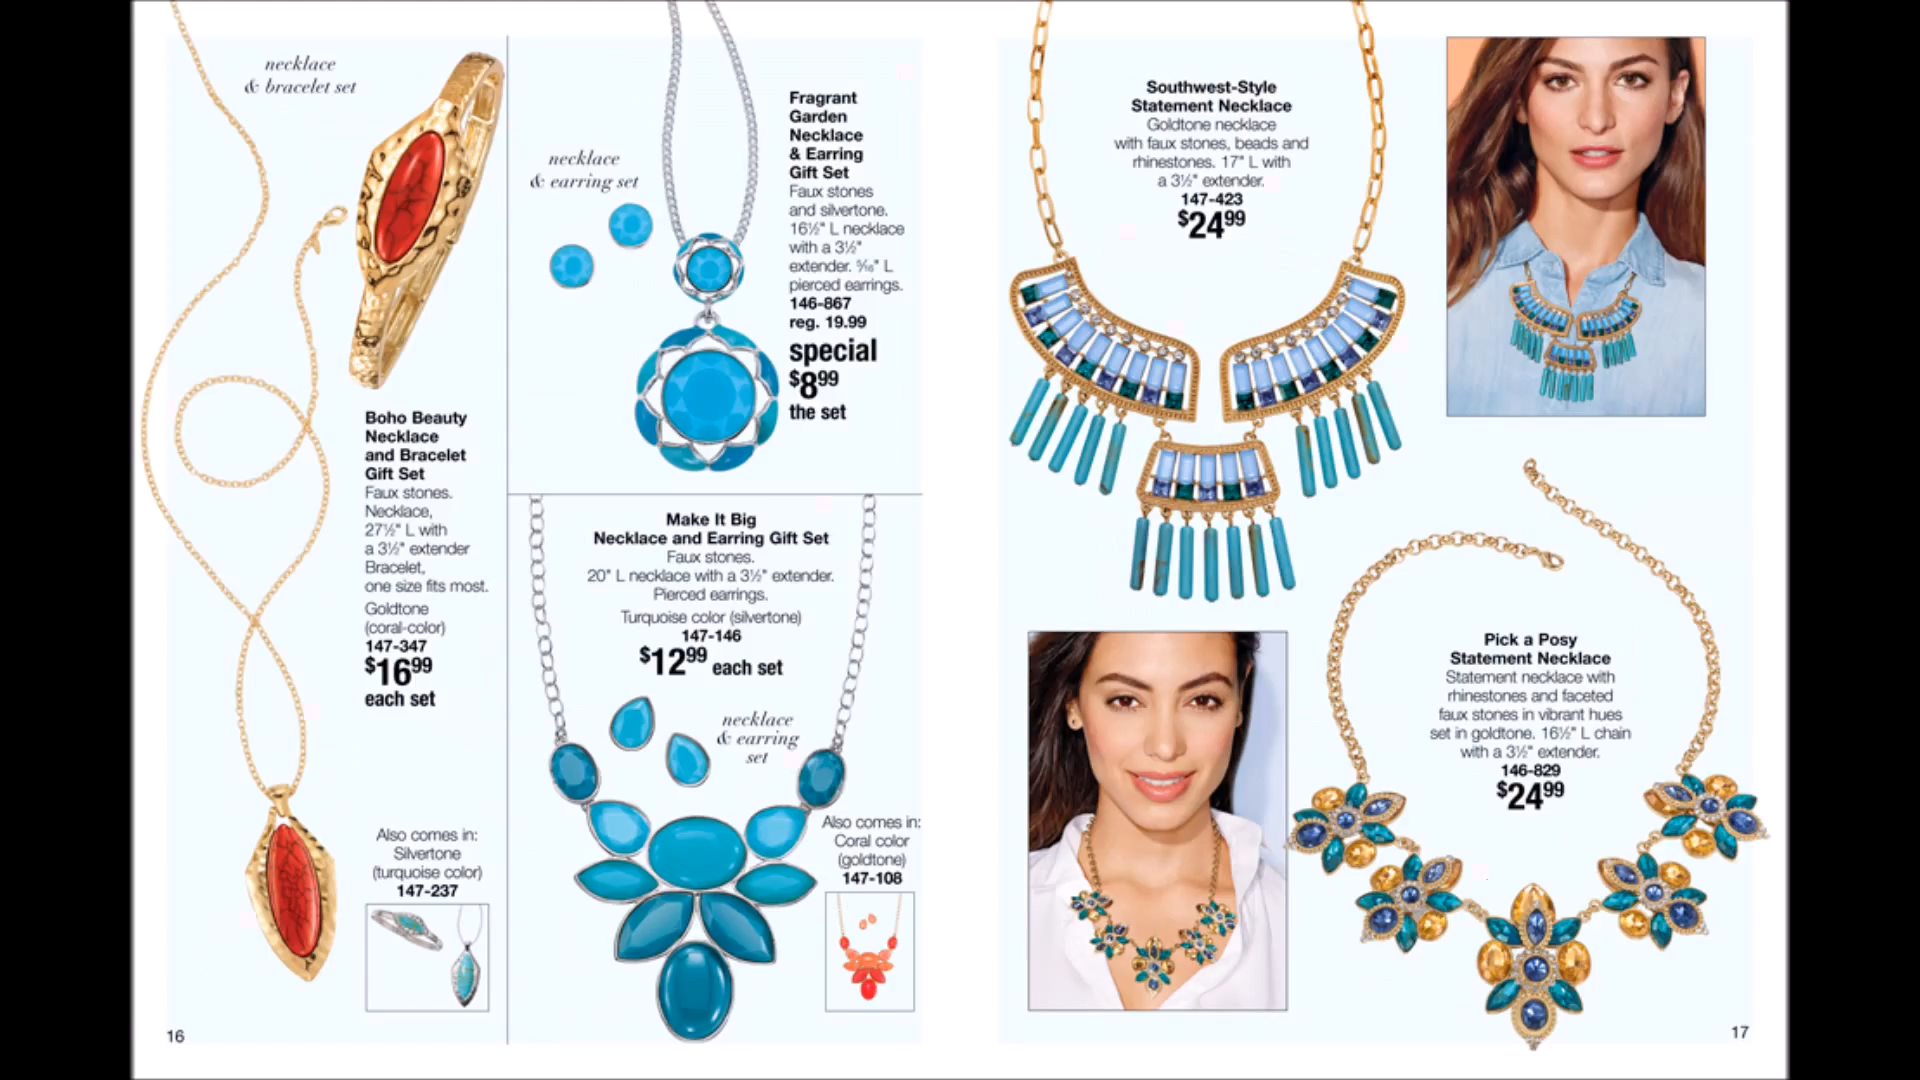 necklace
& bracelet set
Boho Beauty
Necklace
and Bracelet
Gift Set
Faux stones.
Necklace,
27½" L with
a 3½" extender
Bracelet,
one size fits most.
Goldtone
(coral-color)
147-347
$16⁹⁹
each set
Also comes in:
Silvertone
(turquoise color)
147-237
16
necklace
& earring set
Fragrant
Garden
Necklace
& Earring
Gift Set
Faux stones
and silvertone.
16½" L necklace
with a 3½"
extender. ⁵⁄₁₆" L
pierced earrings.
146-867
reg. 19.99
special
$8⁹⁹
the set
Make It Big
Necklace and Earring Gift Set
Faux stones.
20" L necklace with a 3½" extender.
Pierced earrings.
Turquoise color (silvertone)
147-146
$12⁹⁹ each set
necklace
& earring
set
Also comes in:
Coral color
(goldtone)
147-108
Southwest-Style
Statement Necklace
Goldtone necklace
with faux stones, beads and
rhinestones. 17" L with
a 3½" extender.
147-423
$24⁹⁹
Pick a Posy
Statement Necklace
Statement necklace with
rhinestones and faceted
faux stones in vibrant hues
set in goldtone. 16½" L chain
with a 3½" extender.
146-829
$24⁹⁹
17